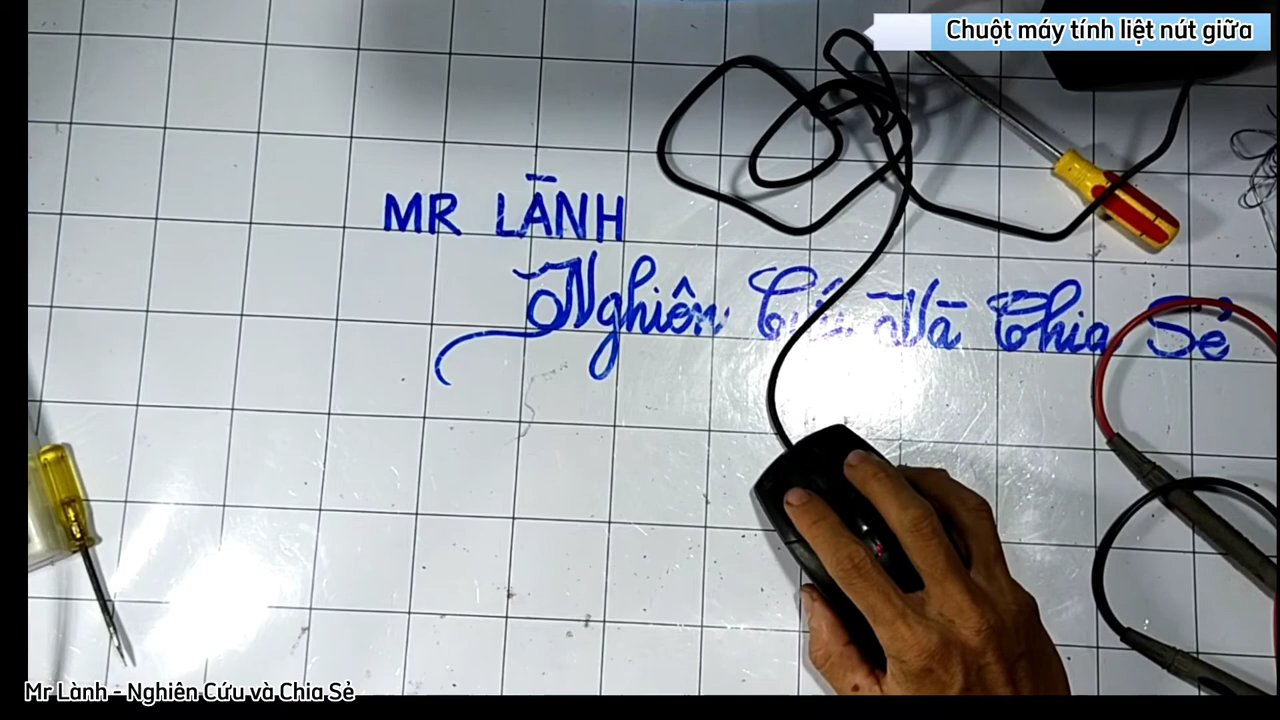 Chuột máy tính liệt nút giữa
MR LÀNH
Nghiên Cứu Và Chia Sẻ
Mr Lành - Nghiên Cứu và Chia Sẻ